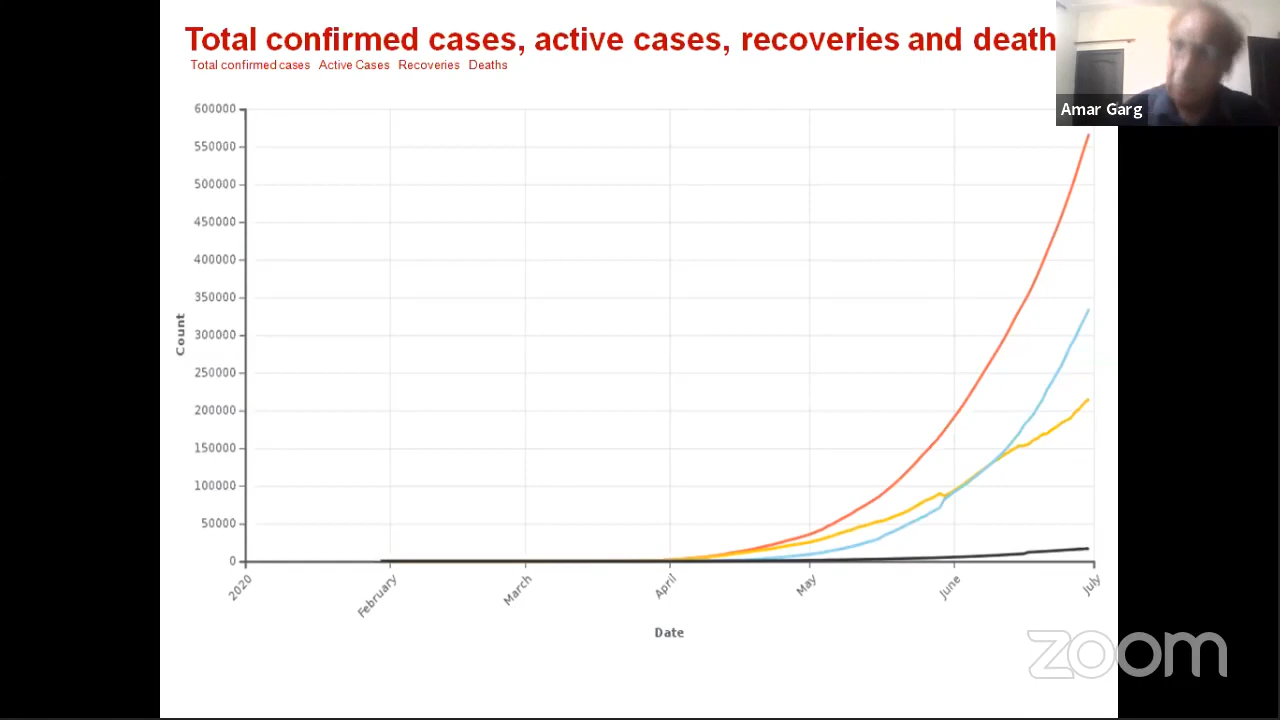 Total confirmed cases, active cases, recoveries and death
Total confirmed cases Active Cases Recoveries Deaths
Amar Garg
600000
550000
500000
450000
400000
350000
300000
250000
200000
150000
100000
50000
0
Count
2020
February
March
April
May
June
July
Date
zoom